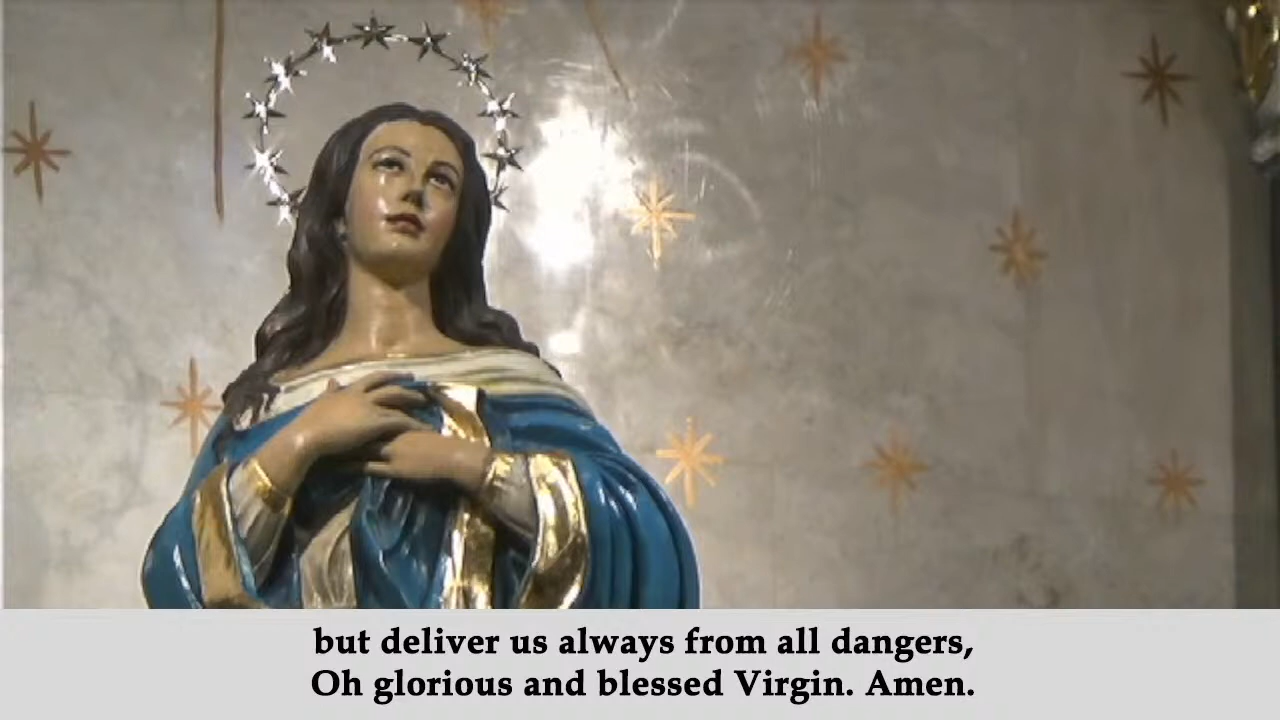 but deliver us always from all dangers,
Oh glorious and blessed Virgin. Amen.